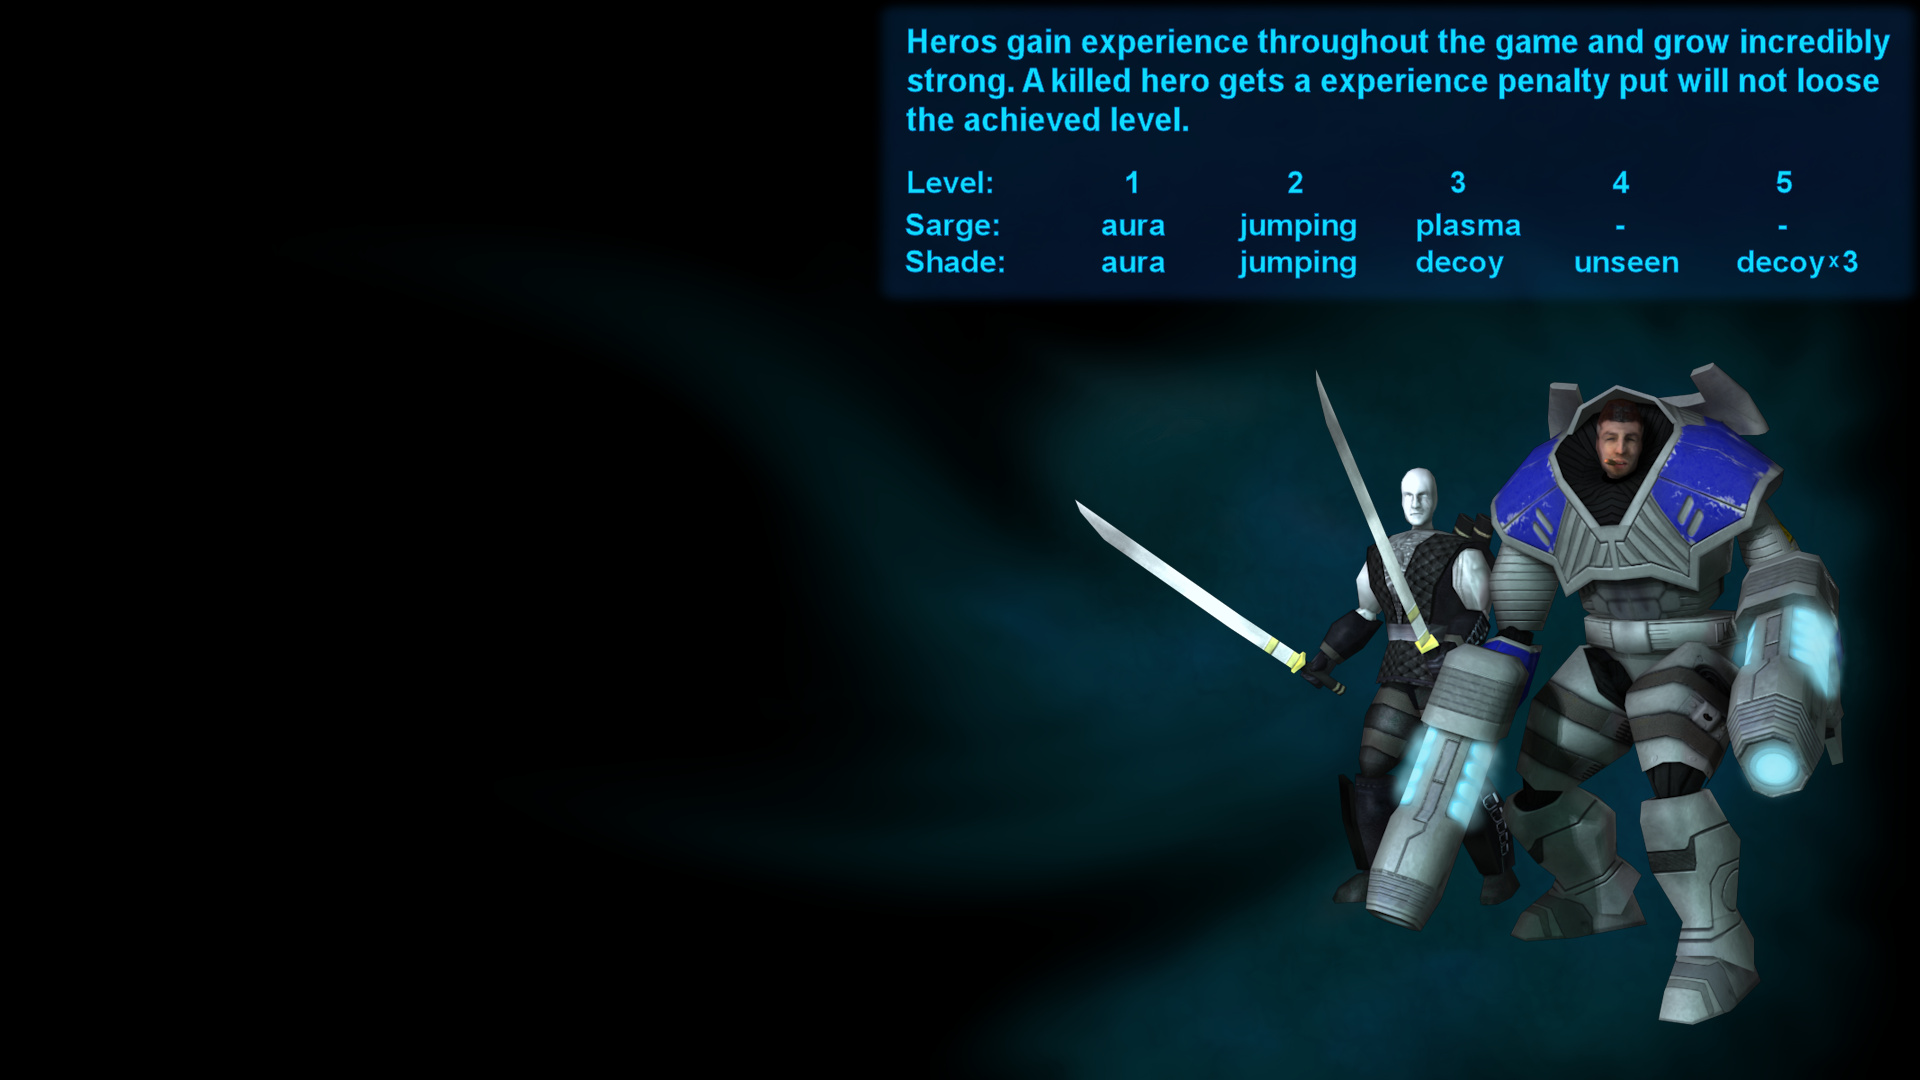 Heros gain experience throughout the game and grow incredibly
strong. A killed hero gets a experience penalty put will not loose
the achieved level.
Level: 1 2 3 4 5
Sarge: aura jumping plasma - -
Shade: aura jumping decoy unseen decoy x 3